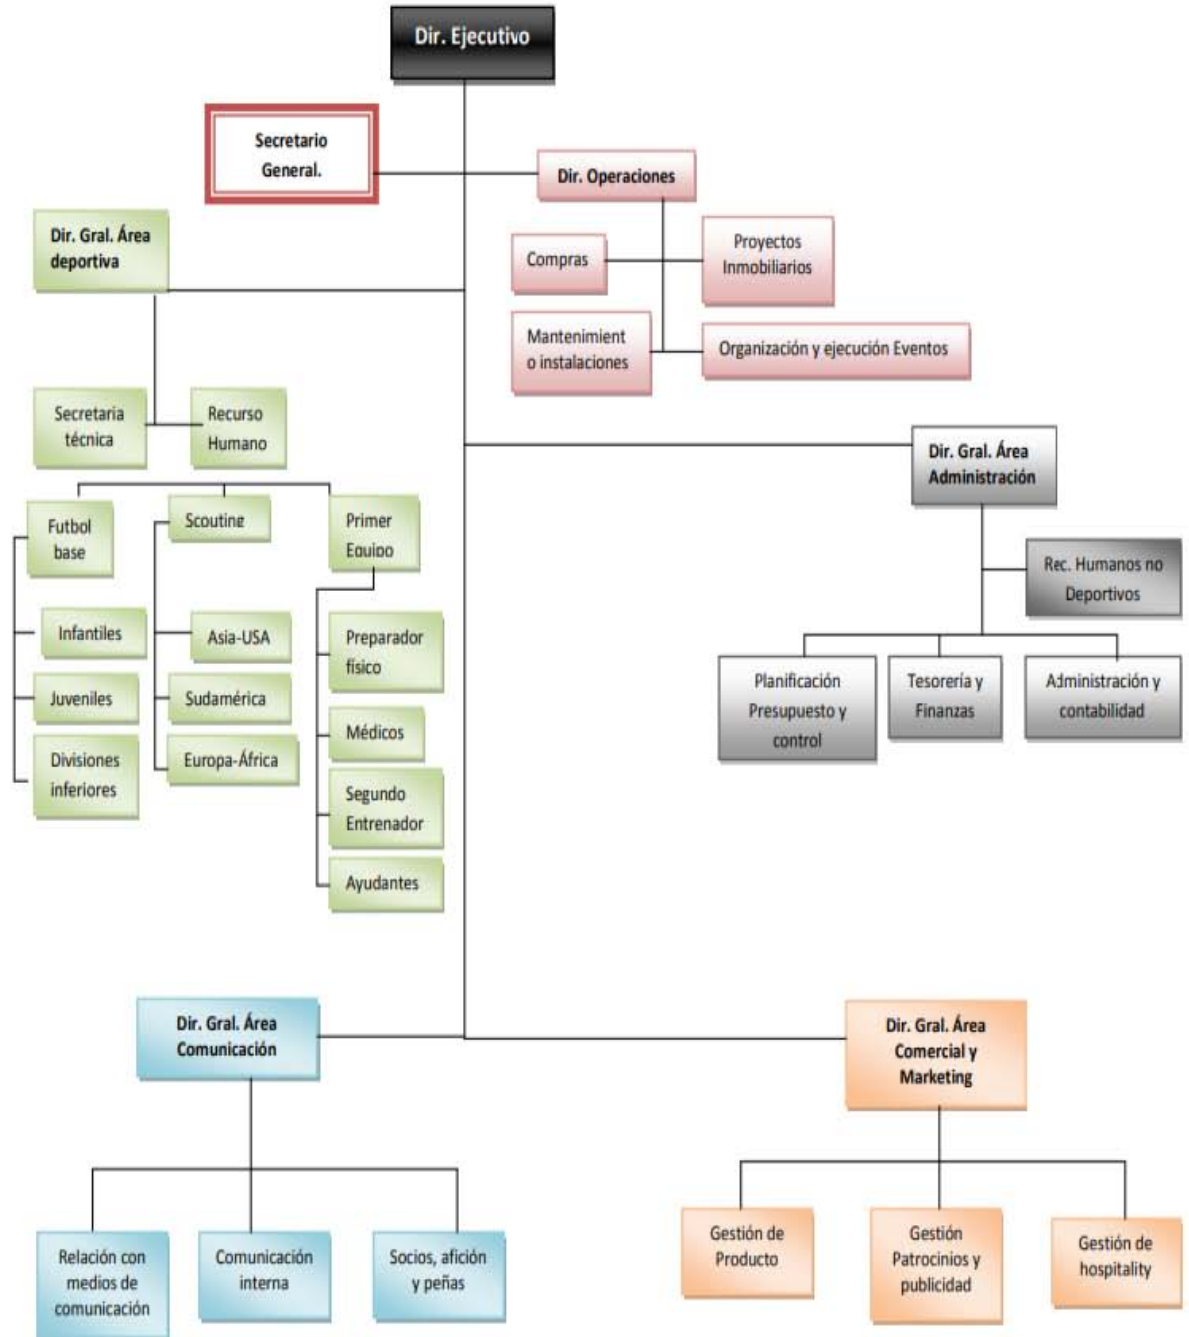 Dir. Ejecutivo
Secretario
General.
Dir. Operaciones
Compras
Proyectos
Inmobiliarios
Mantenimient
o instalaciones
Organización y ejecución Eventos
Dir. Gral. Área
deportiva
Secretaria
técnica
Recurso
Humano
Futbol
base
Infantiles
Juveniles
Divisiones
inferiores
Scouting
Asia-USA
Sudamérica
Europa-África
Primer
Equipo
Preparador
físico
Médicos
Segundo
Entrenador
Ayudantes
Dir. Gral. Área
Administración
Rec. Humanos no
Deportivos
Planificación
Presupuesto y
control
Tesorería y
Finanzas
Administración y
contabilidad
Dir. Gral. Área
Comunicación
Relación con
medios de
comunicación
Comunicación
interna
Socios, afición
y peñas
Dir. Gral. Área
Comercial y
Marketing
Gestión de
Producto
Gestión
Patrocinios y
publicidad
Gestión de
hospitality